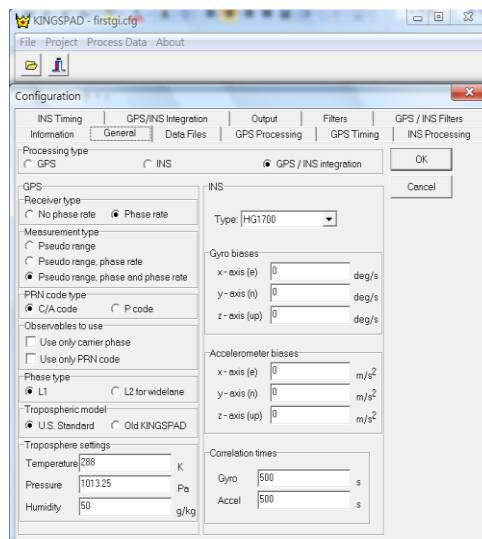 KINGSPAD - firstgi.cfg
File Project Process Data About
Configuration
INS Timing GPS/INS Integration Output Filters GPS / INS Filters
Information General Data Files GPS Processing GPS Timing INS Processing
Processing type
GPS INS GPS / INS integration
OK
Cancel
GPS
Receiver type
No phase rate Phase rate
Measurement type
Pseudo range
Pseudo range, phase rate
Pseudo range, phase and phase rate
PRN code type
C/A code P code
Observables to use
Use only carrier phase
Use only PRN code
Phase type
L1 L2 for widelane
Tropospheric model
U.S. Standard Old KINGSPAD
Troposphere settings
Temperature 288 K
Pressure 1013.25 Pa
Humidity 50 g/kg
INS
Type: HG1700
Gyro biases
x - axis (e) 0 deg/s
y - axis (n) 0 deg/s
z - axis (up) 0 deg/s
Accelerometer biases
x - axis (e) 0 m/s²
y - axis (n) 0 m/s²
z - axis (up) 0 m/s²
Correlation times
Gyro 500 s
Accel 500 s